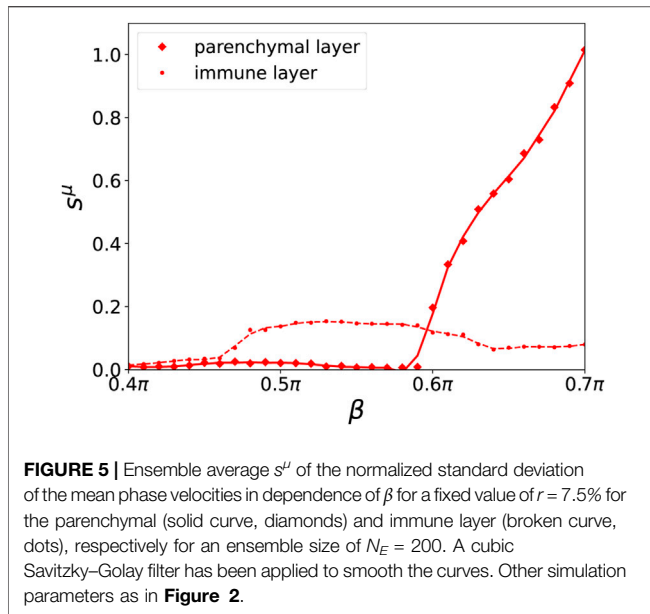 parenchymal layer
immune layer
1.0
0.8
0.6
0.4
0.2
0.0
s^μ
0.4π
0.5π
0.6π
0.7π
β
FIGURE 5 | Ensemble average s^μ of the normalized standard deviation
of the mean phase velocities in dependence of β for a fixed value of r = 7.5% for
the parenchymal (solid curve, diamonds) and immune layer (broken curve,
dots), respectively for an ensemble size of N_E = 200. A cubic
Savitzky–Golay filter has been applied to smooth the curves. Other simulation
parameters as in Figure 2.